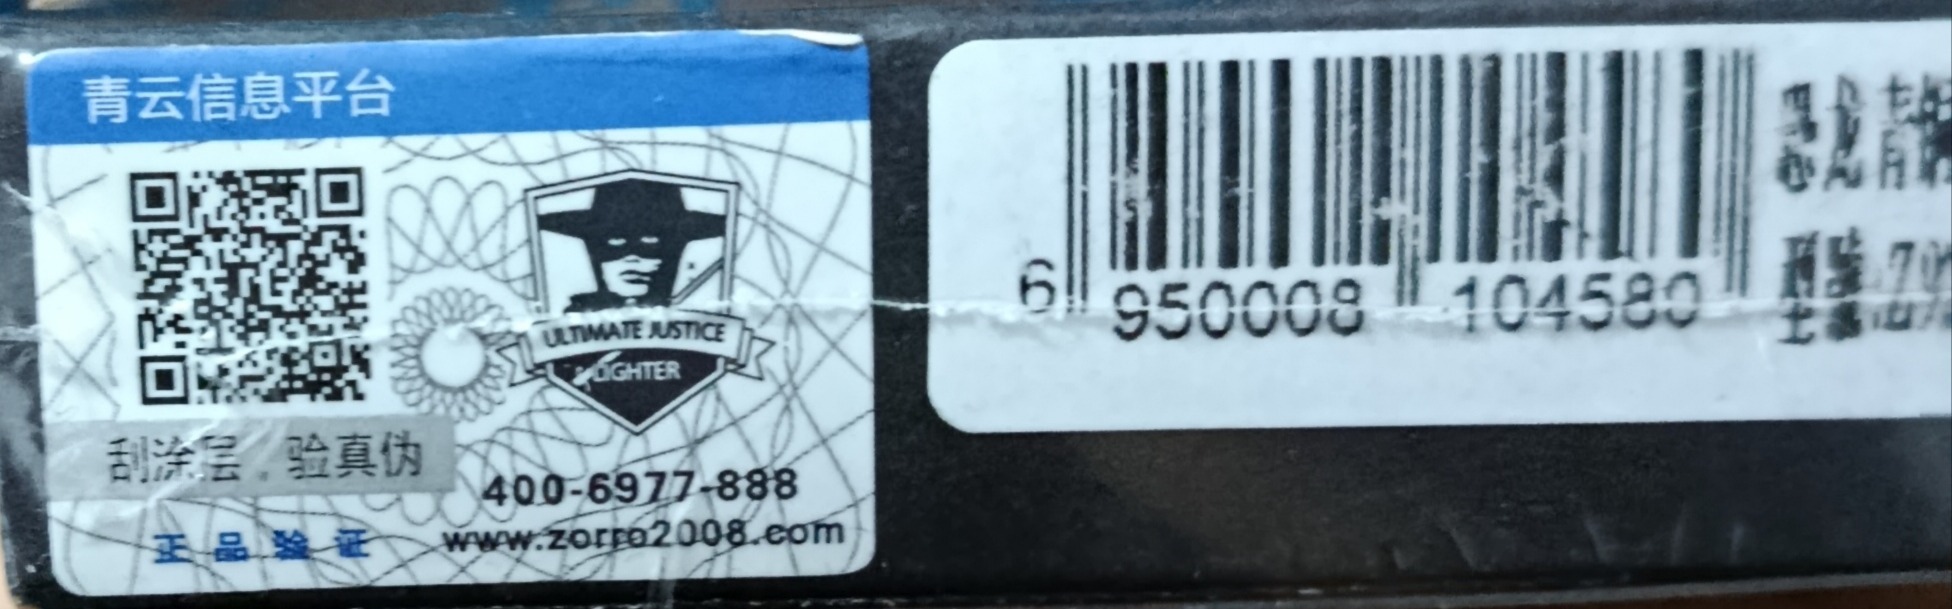 青云信息平台
ULTIMATE JUSTICE
LIGHTER
刮涂层，验真伪
400-6977-888
正品验证
www.zorro2008.com
6 950008 104580